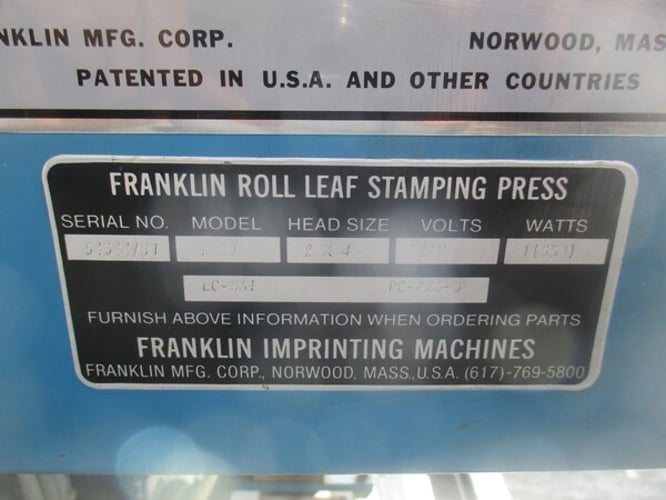 NKLIN MFG. CORP. NORWOOD, MAS
PATENTED IN U.S.A. AND OTHER COUNTRIES
FRANKLIN ROLL LEAF STAMPING PRESS
SERIAL NO. MODEL HEAD SIZE VOLTS WATTS
2 X 4
FURNISH ABOVE INFORMATION WHEN ORDERING PARTS
FRANKLIN IMPRINTING MACHINES
FRANKLIN MFG. CORP., NORWOOD, MASS., U.S.A. (617)-769-5800